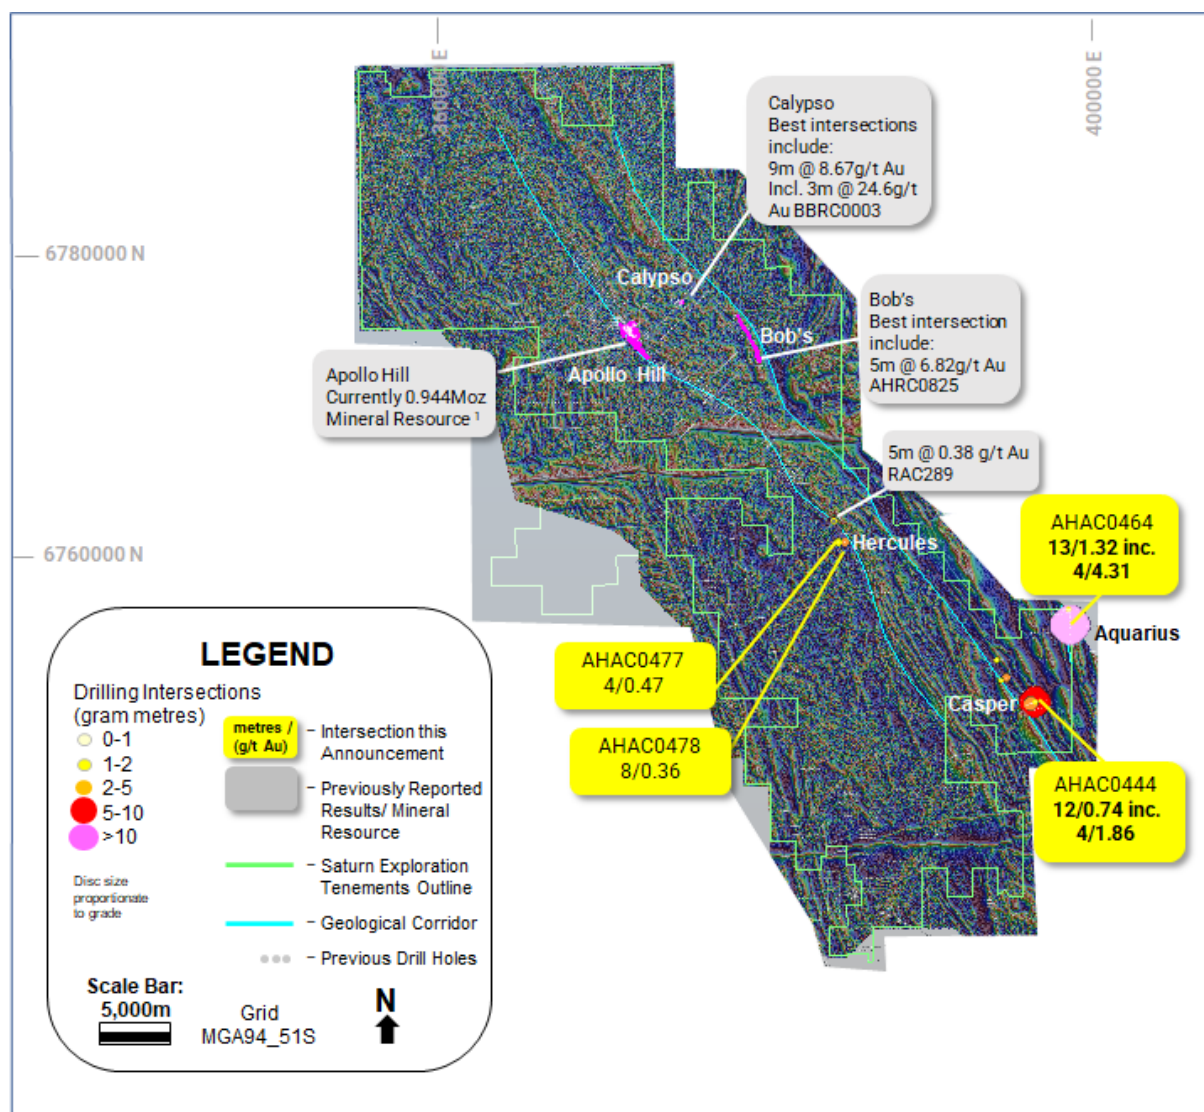 360000 E
400000 E
6780000 N
6760000 N
Calypso
Best intersections
include:
9m @ 8.67g/t Au
Incl. 3m @ 24.6g/t
Au BBRC0003
Calypso
Bob's
Best intersection
include:
5m @ 6.82g/t Au
AHRC0825
Bob's
Apollo Hill
Currently 0.944Moz
Mineral Resource ¹
Apollo Hill
5m @ 0.38 g/t Au
RAC289
Hercules
AHAC0464
13/1.32 inc.
4/4.31
Aquarius
AHAC0477
4/0.47
Casper
AHAC0478
8/0.36
AHAC0444
12/0.74 inc.
4/1.86
LEGEND
Drilling Intersections
(gram metres)
0-1
1-2
2-5
5-10
>10
Disc size
proportionate
to grade
metres /
(g/t Au)
– Intersection this
Announcement
– Previously Reported
Results/ Mineral
Resource
– Saturn Exploration
Tenements Outline
– Geological Corridor
– Previous Drill Holes
Scale Bar:
5,000m
Grid
MGA94_51S
N